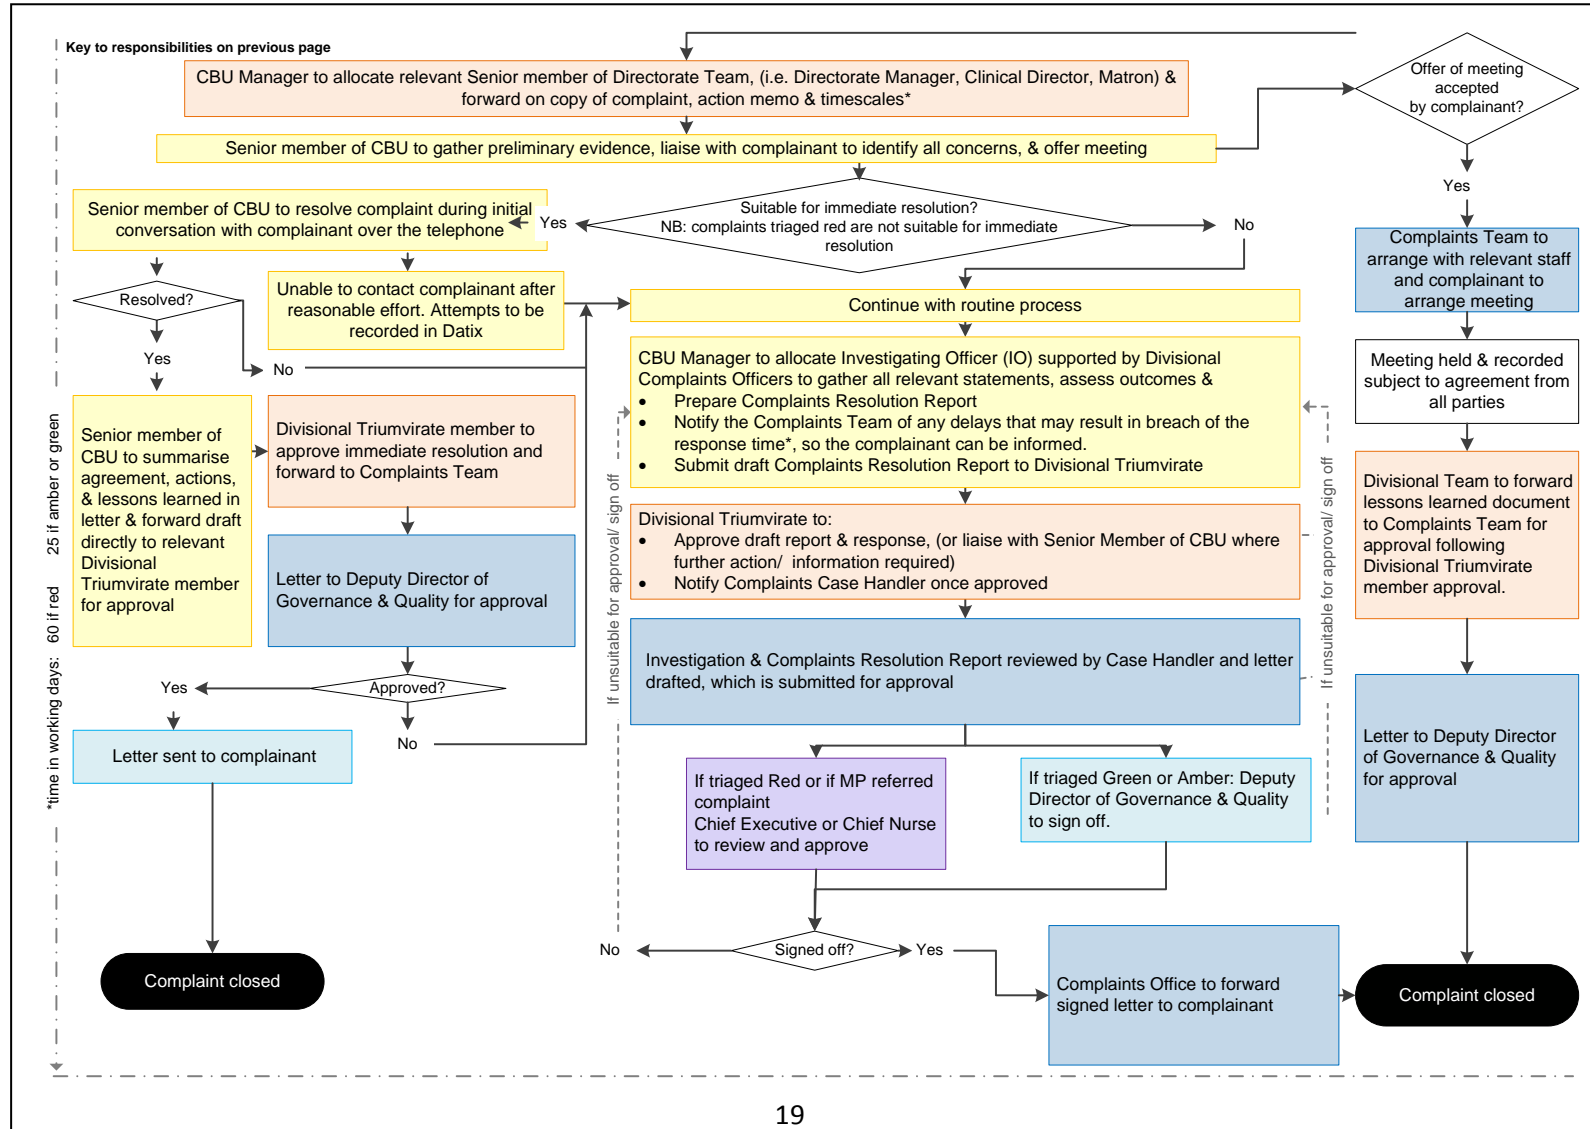 Key to responsibilities on previous page
CBU Manager to allocate relevant Senior member of Directorate Team, (i.e. Directorate Manager, Clinical Director, Matron) &
forward on copy of complaint, action memo & timescales*
Offer of meeting
accepted
by complainant?
Senior member of CBU to gather preliminary evidence, liaise with complainant to identify all concerns, & offer meeting
Yes
Suitable for immediate resolution?
NB: complaints triaged red are not suitable for immediate
resolution
Yes
No
Senior member of CBU to resolve complaint during initial
conversation with complainant over the telephone
Complaints Team to
arrange with relevant staff
and complainant to
arrange meeting
Resolved?
Unable to contact complainant after
reasonable effort. Attempts to be
recorded in Datix
Continue with routine process
Yes
No
CBU Manager to allocate Investigating Officer (IO) supported by Divisional
Complaints Officers to gather all relevant statements, assess outcomes &
• Prepare Complaints Resolution Report
• Notify the Complaints Team of any delays that may result in breach of the
response time*, so the complainant can be informed.
• Submit draft Complaints Resolution Report to Divisional Triumvirate
Meeting held & recorded
subject to agreement from
all parties
Senior member of
CBU to summarise
agreement, actions,
& lessons learned in
letter & forward draft
directly to relevant
Divisional
Triumvirate member
for approval
Divisional Triumvirate member to
approve immediate resolution and
forward to Complaints Team
Divisional Team to forward
lessons learned document
to Complaints Team for
approval following
Divisional Triumvirate
member approval.
Divisional Triumvirate to:
• Approve draft report & response, (or liaise with Senior Member of CBU where
further action/ information required)
• Notify Complaints Case Handler once approved
Letter to Deputy Director of
Governance & Quality for approval
If unsuitable for approval/ sign off
If unsuitable for approval/ sign off
Investigation & Complaints Resolution Report reviewed by Case Handler and letter
drafted, which is submitted for approval
Approved?
Yes
No
Letter sent to complainant
Letter to Deputy Director
of Governance & Quality
for approval
If triaged Red or if MP referred
complaint
Chief Executive or Chief Nurse
to review and approve
If triaged Green or Amber: Deputy
Director of Governance & Quality
to sign off.
*time in working days: 60 if red 25 if amber or green
Signed off?
No
Yes
Complaint closed
Complaints Office to forward
signed letter to complainant
Complaint closed
19